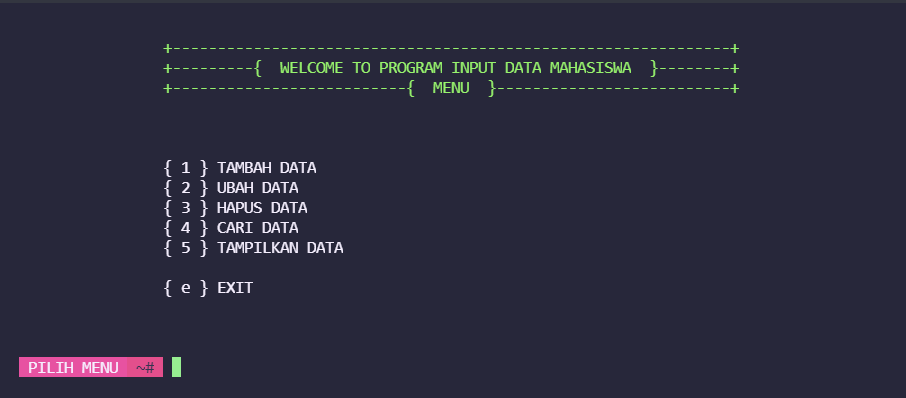 +--------------------------------------------------------------+
+---------{  WELCOME TO PROGRAM INPUT DATA MAHASISWA  }--------+
+--------------------------{  MENU  }--------------------------+
{ 1 } TAMBAH DATA
{ 2 } UBAH DATA
{ 3 } HAPUS DATA
{ 4 } CARI DATA
{ 5 } TAMPILKAN DATA
{ e } EXIT
PILIH MENU ~#